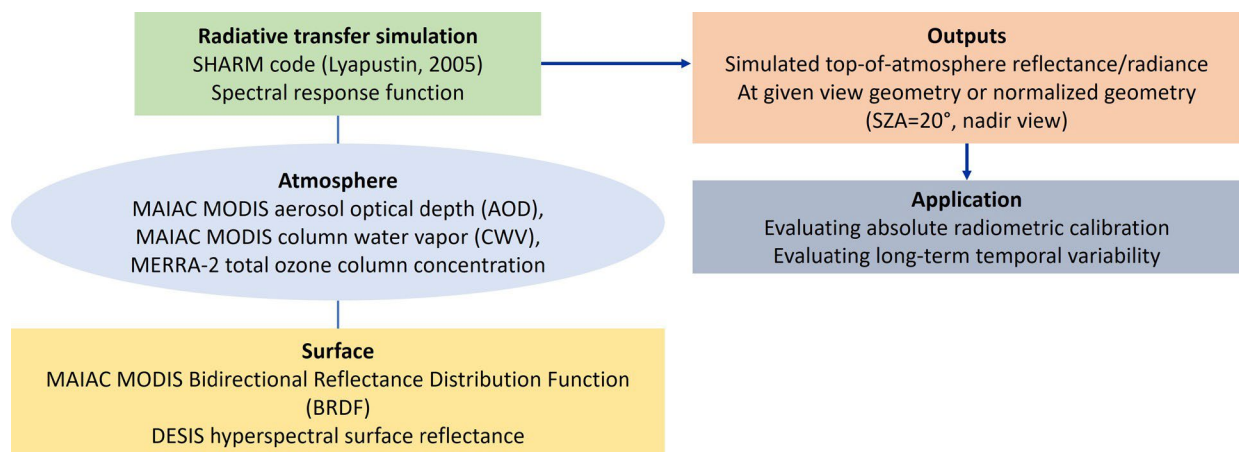 Radiative transfer simulation
SHARM code (Lyapustin, 2005)
Spectral response function
Outputs
Simulated top-of-atmosphere reflectance/radiance
At given view geometry or normalized geometry
(SZA=20°, nadir view)
Atmosphere
MAIAC MODIS aerosol optical depth (AOD),
MAIAC MODIS column water vapor (CWV),
MERRA-2 total ozone column concentration
Application
Evaluating absolute radiometric calibration
Evaluating long-term temporal variability
Surface
MAIAC MODIS Bidirectional Reflectance Distribution Function
(BRDF)
DESIS hyperspectral surface reflectance